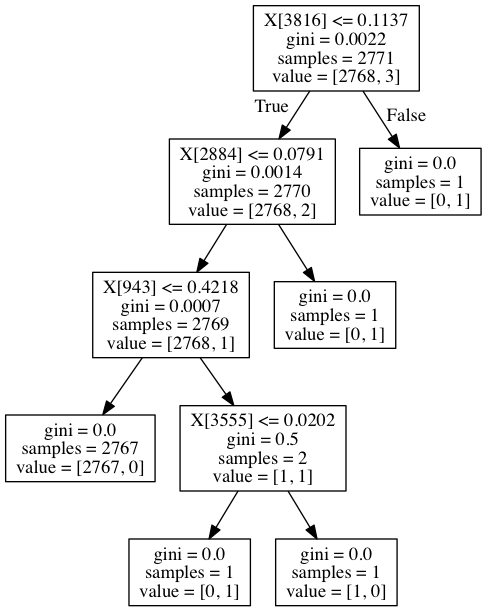 X[3816] <= 0.1137
gini = 0.0022
samples = 2771
value = [2768, 3]
True
False
X[2884] <= 0.0791
gini = 0.0014
samples = 2770
value = [2768, 2]
gini = 0.0
samples = 1
value = [0, 1]
X[943] <= 0.4218
gini = 0.0007
samples = 2769
value = [2768, 1]
gini = 0.0
samples = 1
value = [0, 1]
gini = 0.0
samples = 2767
value = [2767, 0]
X[3555] <= 0.0202
gini = 0.5
samples = 2
value = [1, 1]
gini = 0.0
samples = 1
value = [0, 1]
gini = 0.0
samples = 1
value = [1, 0]